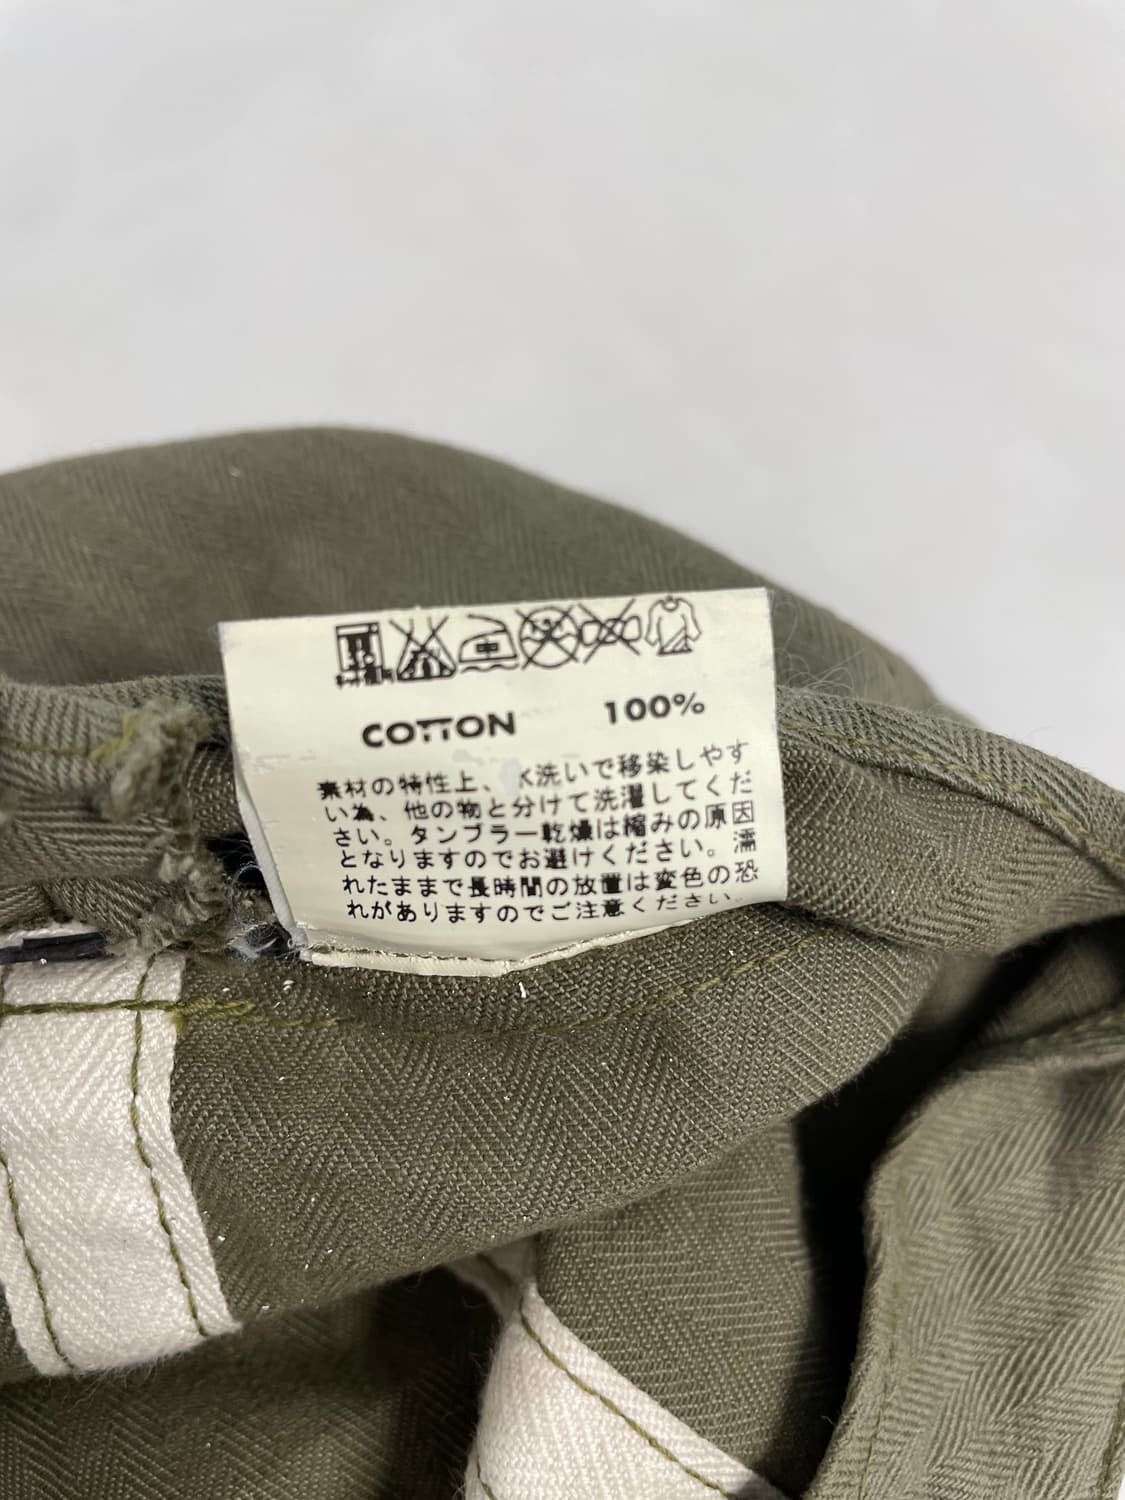 COTTON 100%
素材の特性上、水洗いで移染しやす
い為、他の物と分けて洗濯してくだ
さい。タンブラー乾燥は縮みの原因
となりますのでお避けください。濡
れたままで長時間の放置は変色の恐
れがありますのでご注意ください。